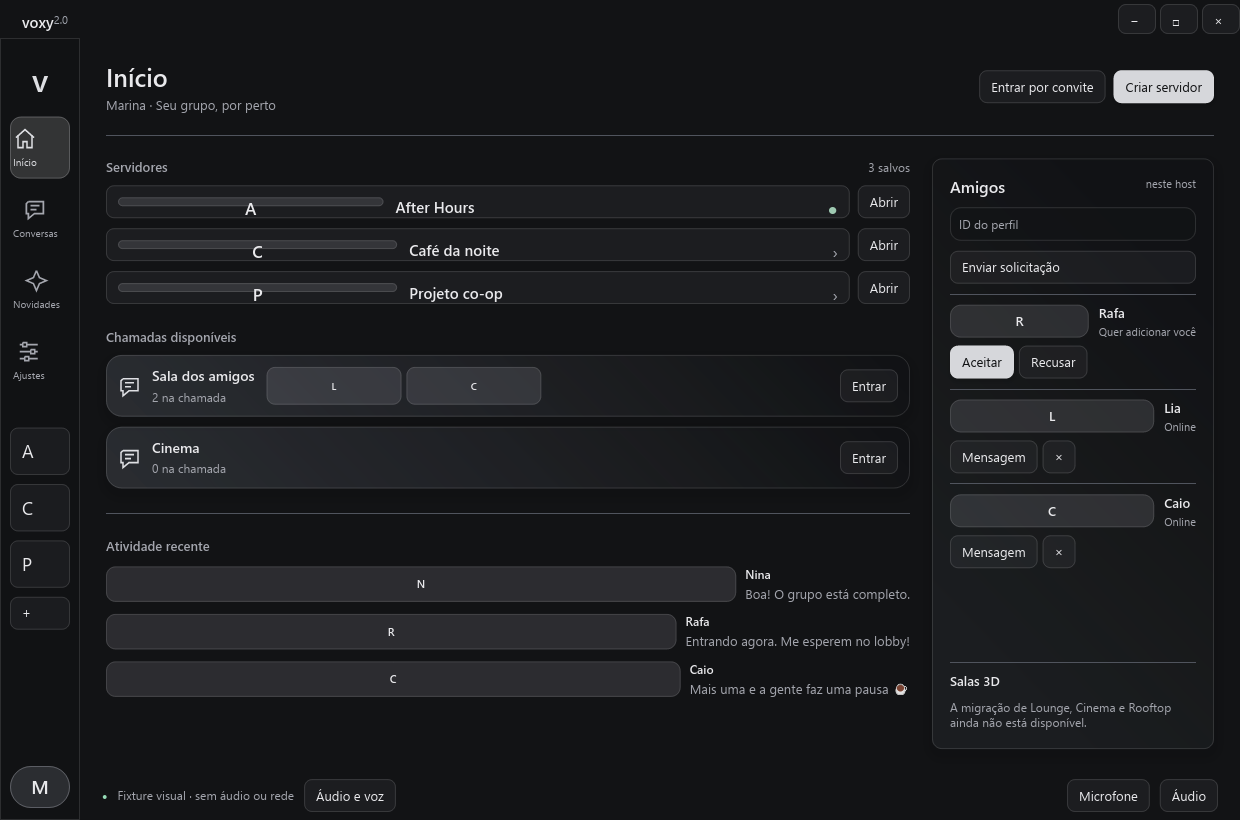 voxy2.0
V
Início
Conversas
Novidades
Ajustes
A
C
P
+
M
Início
Marina · Seu grupo, por perto
Entrar por convite
Criar servidor
Servidores
3 salvos
A After Hours
Abrir
C Café da noite ›
Abrir
P Projeto co-op ›
Abrir
Chamadas disponíveis
Sala dos amigos
2 na chamada
L
C
Entrar
Cinema
0 na chamada
Entrar
Atividade recente
N
Nina
Boa! O grupo está completo.
R
Rafa
Entrando agora. Me esperem no lobby!
C
Caio
Mais uma e a gente faz uma pausa ☕
Amigos
neste host
ID do perfil
Enviar solicitação
R
Rafa
Quer adicionar você
Aceitar
Recusar
L
Lia
Online
Mensagem
×
C
Caio
Online
Mensagem
×
Salas 3D
A migração de Lounge, Cinema e Rooftop
ainda não está disponível.
Fixture visual · sem áudio ou rede
Áudio e voz
Microfone
Áudio